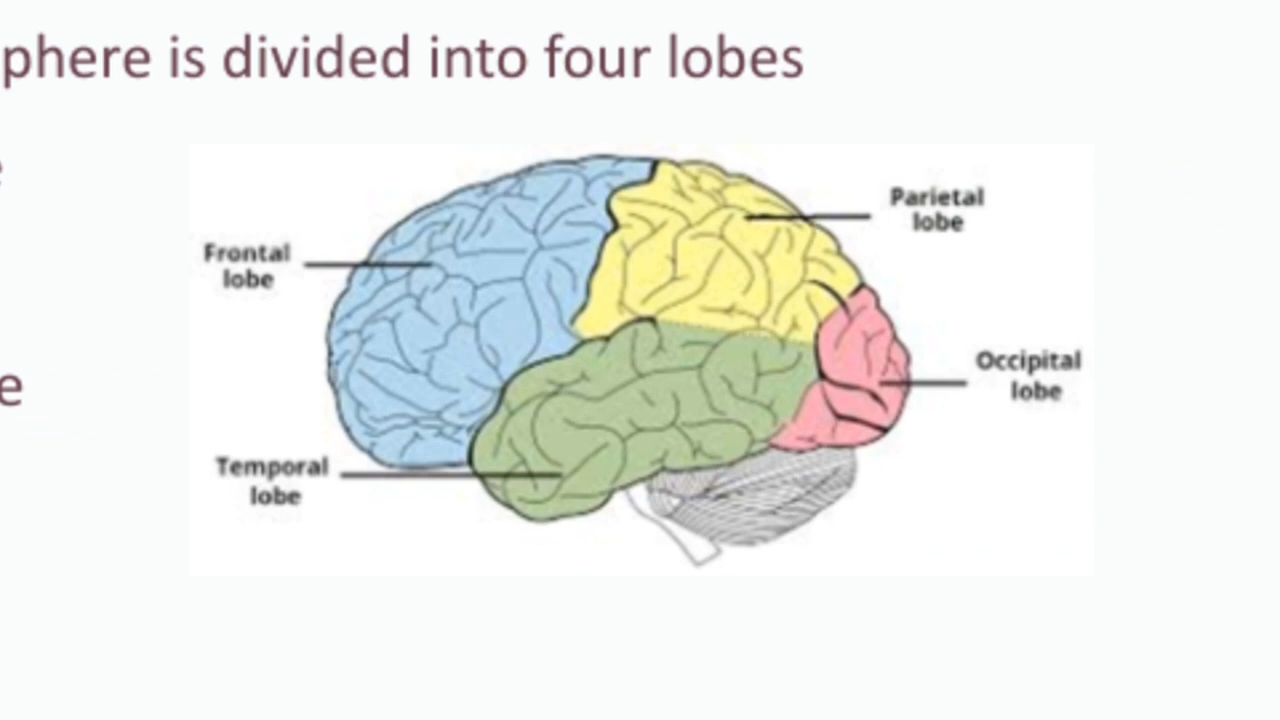 phere is divided into four lobes
e
Parietal
lobe
Frontal
lobe
Occipital
lobe
e
Temporal
lobe